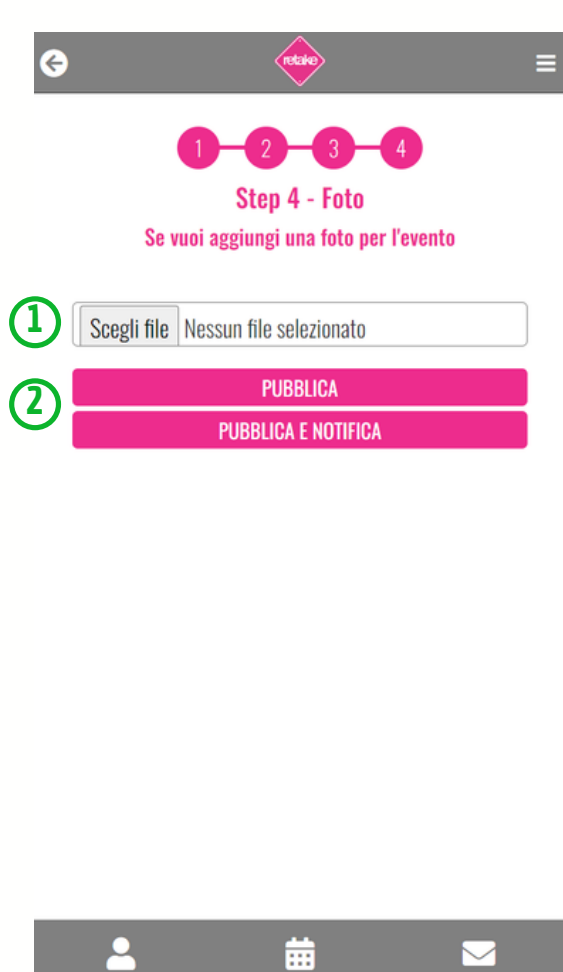 retake
1 2 3 4
Step 4 - Foto
Se vuoi aggiungi una foto per l'evento
1 Scegli file Nessun file selezionato
2 PUBBLICA
PUBBLICA E NOTIFICA